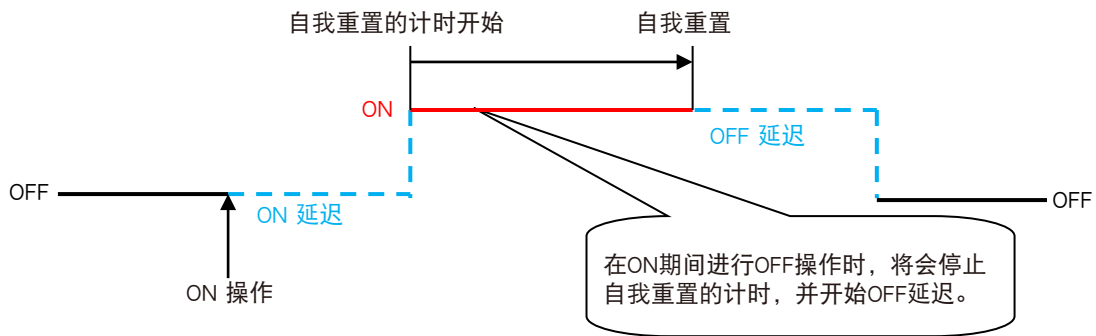 自我重置的计时开始
自我重置
ON
OFF 延迟
OFF
ON 延迟
OFF
ON 操作
在ON期间进行OFF操作时，将会停止
自我重置的计时，并开始OFF延迟。